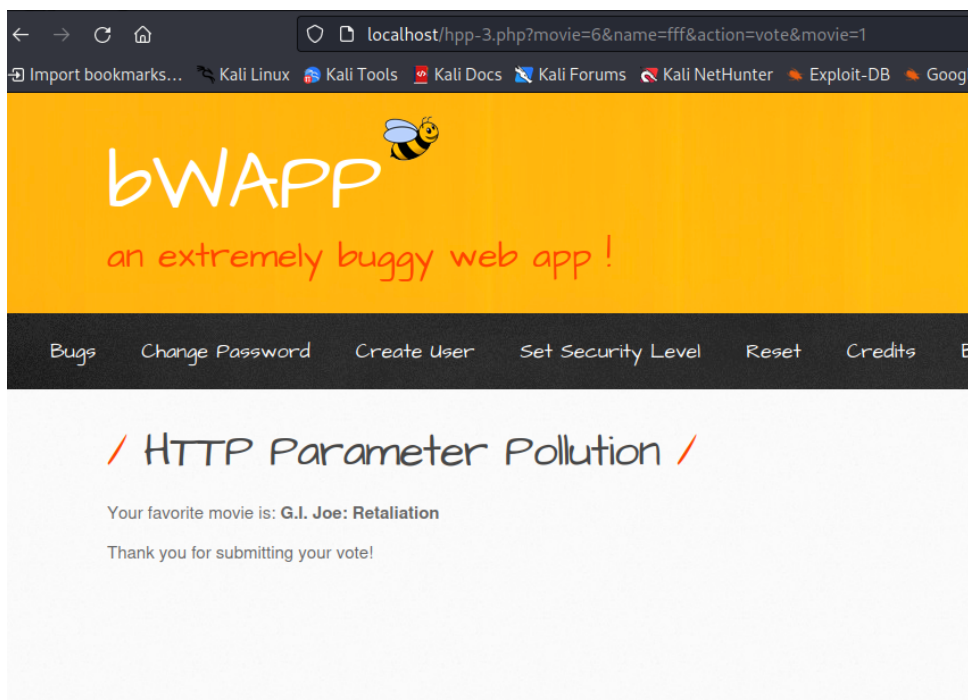 localhost/hpp-3.php?movie=6&name=fff&action=vote&movie=1
Import bookmarks... Kali Linux Kali Tools Kali Docs Kali Forums Kali NetHunter Exploit-DB Goog
bWAPP
an extremely buggy web app !
Bugs Change Password Create User Set Security Level Reset Credits B
/ HTTP Parameter Pollution /
Your favorite movie is: G.I. Joe: Retaliation
Thank you for submitting your vote!